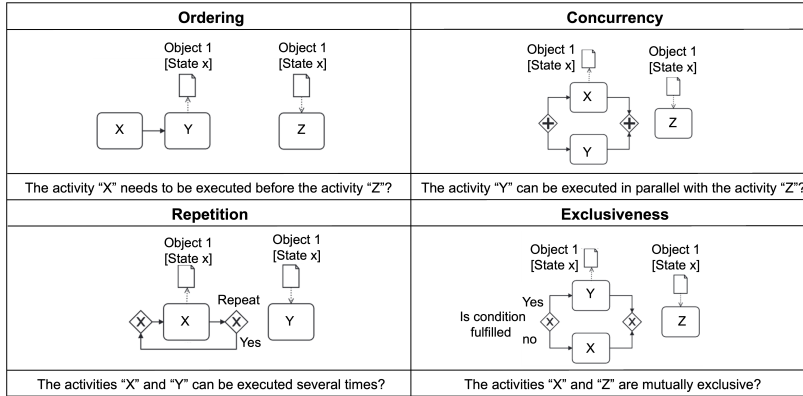 Ordering
Object 1
[State x]
Object 1
[State x]
X
Y
Z
The activity “X” needs to be executed before the activity “Z”?
Concurrency
Object 1
[State x]
Object 1
[State x]
X
Y
Z
The activity “Y” can be executed in parallel with the activity “Z”?
Repetition
Object 1
[State x]
Object 1
[State x]
Repeat
X
X
X
Y
Yes
The activities “X” and “Y” can be executed several times?
Exclusiveness
Object 1
[State x]
Object 1
[State x]
Yes
Y
Is condition
fulfilled
X
X
Z
no
X
The activities “X” and “Z” are mutually exclusive?